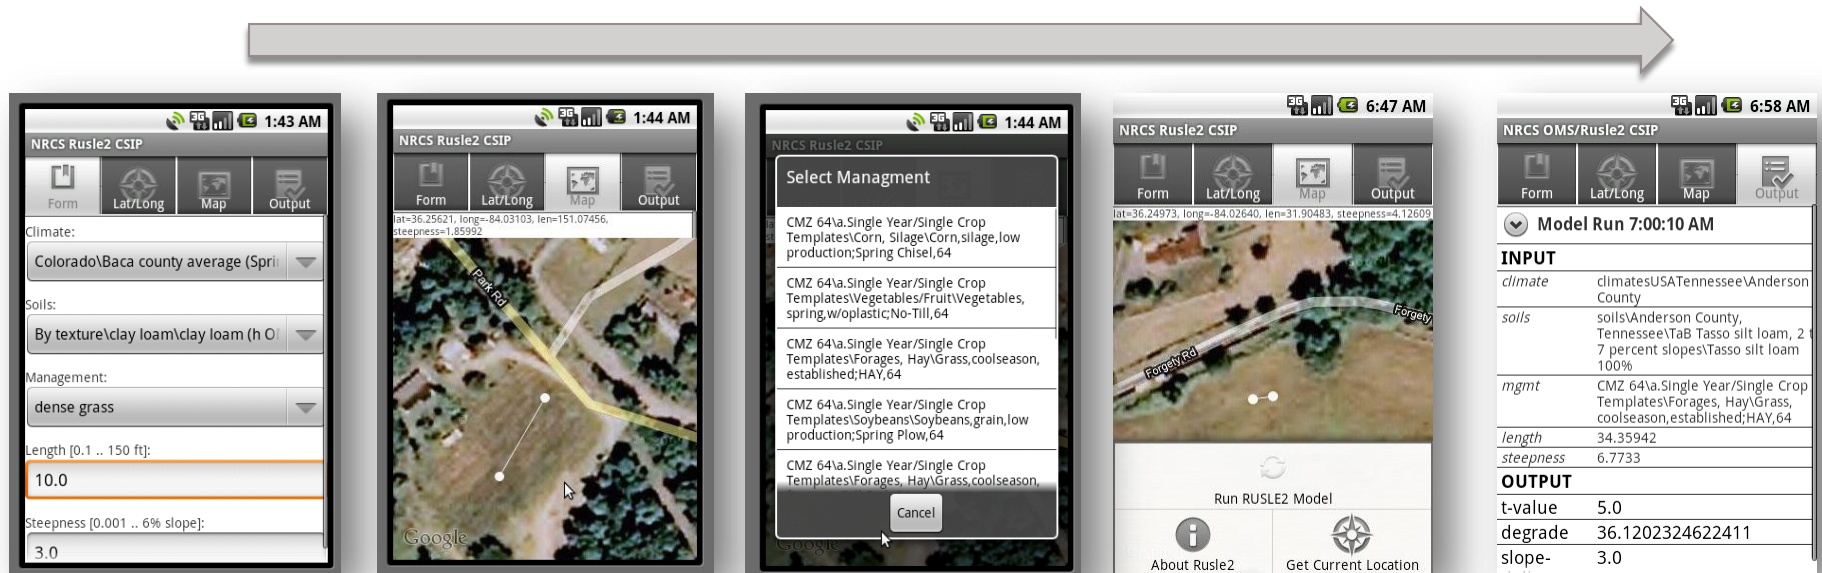 1:43 AM
NRCS Rusle2 CSIP
Form
Lat/Long
Map
Output
Climate:
Colorado\Baca county average (Spri
Soils:
By texture\clay loam\clay loam (h O
Management:
dense grass
Length [0.1 .. 150 ft]:
10.0
Steepness [0.001 .. 6% slope]:
3.0
3G
1:44 AM
NRCS Rusle2 CSIP
Form
Lat/Long
Map
Output
lat=36.25621, long=-84.03103, len=151.07456,
steepness=1.85992
Park Rd
Google
3G
1:44 AM
NRCS Rusle2 CSIP
Select Managment
CMZ 64\a.Single Year/Single Crop
Templates\Corn, Silage\Corn,silage,low
production;Spring Chisel,64
CMZ 64\a.Single Year/Single Crop
Templates\Vegetables/Fruit\Vegetables,
spring,w/oplastic;No-Till,64
CMZ 64\a.Single Year/Single Crop
Templates\Forages, Hay\Grass,coolseason,
established;HAY,64
CMZ 64\a.Single Year/Single Crop
Templates\Soybeans\Soybeans,grain,low
production;Spring Plow,64
CMZ 64\a.Single Year/Single Crop
Templates\Forages, Hay\Grass,coolseason,
Cancel
3G
6:47 AM
NRCS Rusle2 CSIP
Form
Lat/Long
Map
Output
lat=36.24973, long=-84.02640, len=31.90483, steepness=4.12609
Forgety
Forgety Rd
Run RUSLE2 Model
About Rusle2
Get Current Location
3G
6:58 AM
NRCS OMS/Rusle2 CSIP
Form
Lat/Long
Map
Output
Model Run 7:00:10 AM
INPUT
climate climatesUSATennessee\Anderson
County
soils soils\Anderson County,
Tennessee\TaB Tasso silt loam, 2 t
7 percent slopes\Tasso silt loam
100%
mgmt CMZ 64\a.Single Year/Single Crop
Templates\Forages, Hay\Grass,
coolseason,established;HAY,64
length 34.35942
steepness 6.7733
OUTPUT
t-value 5.0
degrade 36.1202324622411
slope- 3.0